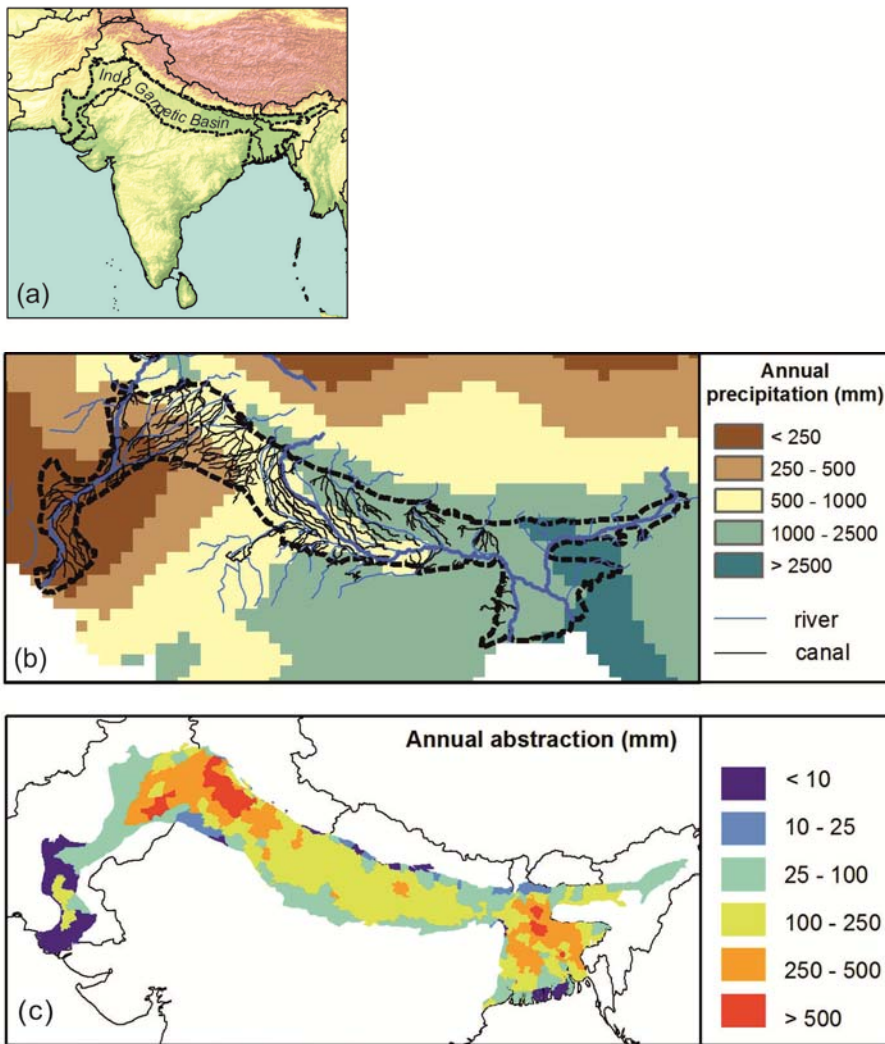 Indo Gangetic Basin
(a)
Annual
precipitation (mm)
< 250
250 - 500
500 - 1000
1000 - 2500
> 2500
river
canal
(b)
Annual abstraction (mm)
< 10
10 - 25
25 - 100
100 - 250
250 - 500
> 500
(c)